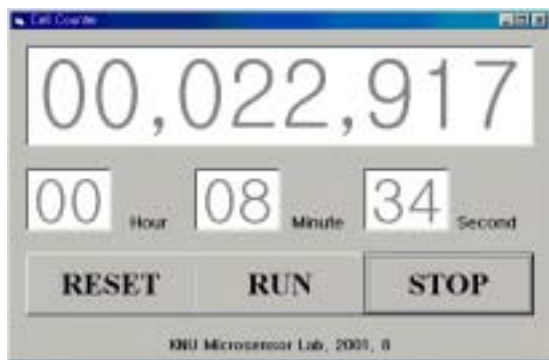 Cell Counter
00,022,917
00 Hour 08 Minute 34 Second
RESET RUN STOP
KNU Microsensor Lab, 2001, 8